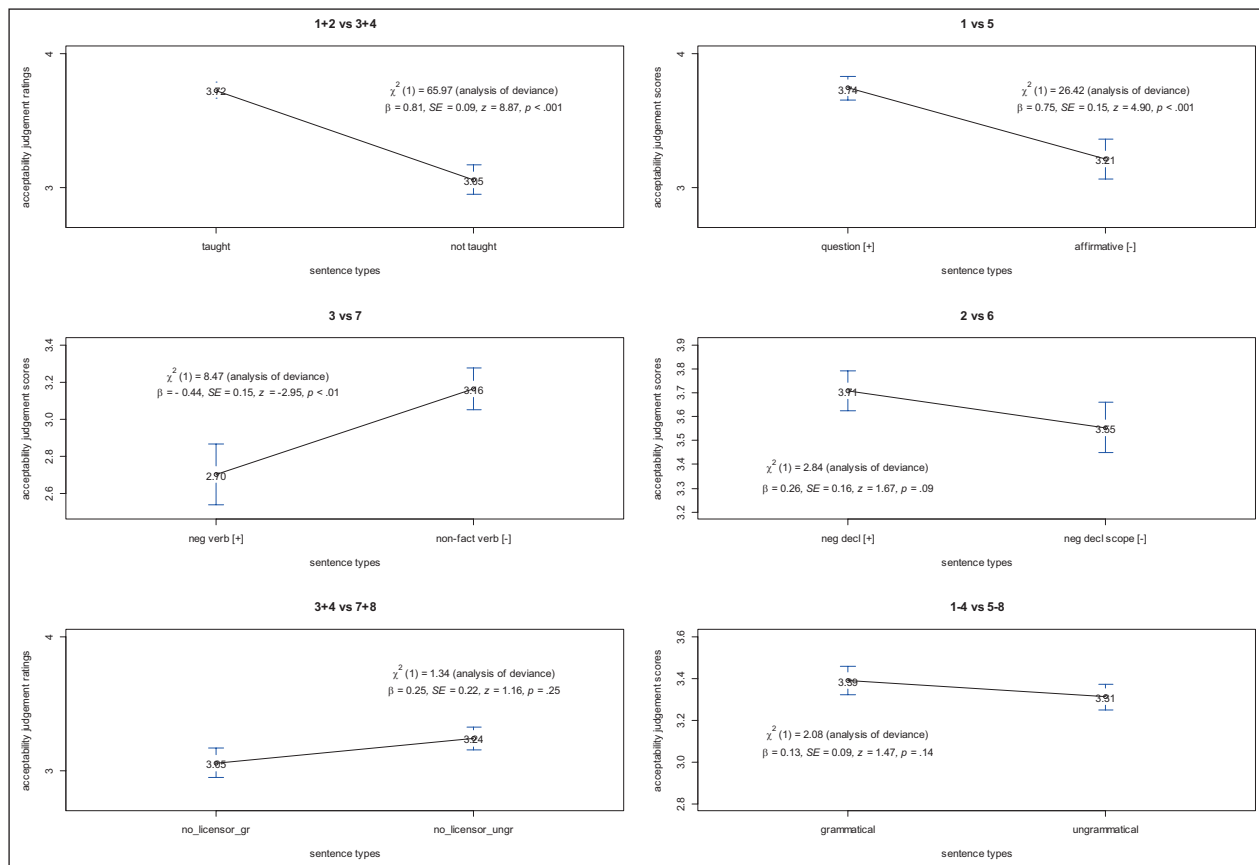 1+2 vs 3+4
acceptability judgement ratings
4
3
3.72
3.05
χ² (1) = 65.97 (analysis of deviance)
β = 0.81, SE = 0.09, z = 8.87, p < .001
taught
not taught
sentence types
1 vs 5
acceptability judgement scores
4
3
3.74
3.21
χ² (1) = 26.42 (analysis of deviance)
β = 0.75, SE = 0.15, z = 4.90, p < .001
question [+]
affirmative [-]
sentence types
3 vs 7
acceptability judgement scores
3.4
3.2
3.0
2.8
2.6
2.70
3.16
χ² (1) = 8.47 (analysis of deviance)
β = - 0.44, SE = 0.15, z = -2.95, p < .01
neg verb [+]
non-fact verb [-]
sentence types
2 vs 6
acceptability judgement scores
3.9
3.8
3.7
3.6
3.5
3.4
3.3
3.2
3.71
3.55
χ² (1) = 2.84 (analysis of deviance)
β = 0.26, SE = 0.16, z = 1.67, p = .09
neg decl [+]
neg decl scope [-]
sentence types
3+4 vs 7+8
acceptability judgement ratings
4
3
3.05
3.24
χ² (1) = 1.34 (analysis of deviance)
β = 0.25, SE = 0.22, z = 1.16, p = .25
no_licensor_gr
no_licensor_ungr
sentence types
1-4 vs 5-8
acceptability judgement scores
3.6
3.4
3.2
3.0
2.8
3.39
3.31
χ² (1) = 2.08 (analysis of deviance)
β = 0.13, SE = 0.09, z = 1.47, p = .14
grammatical
ungrammatical
sentence types